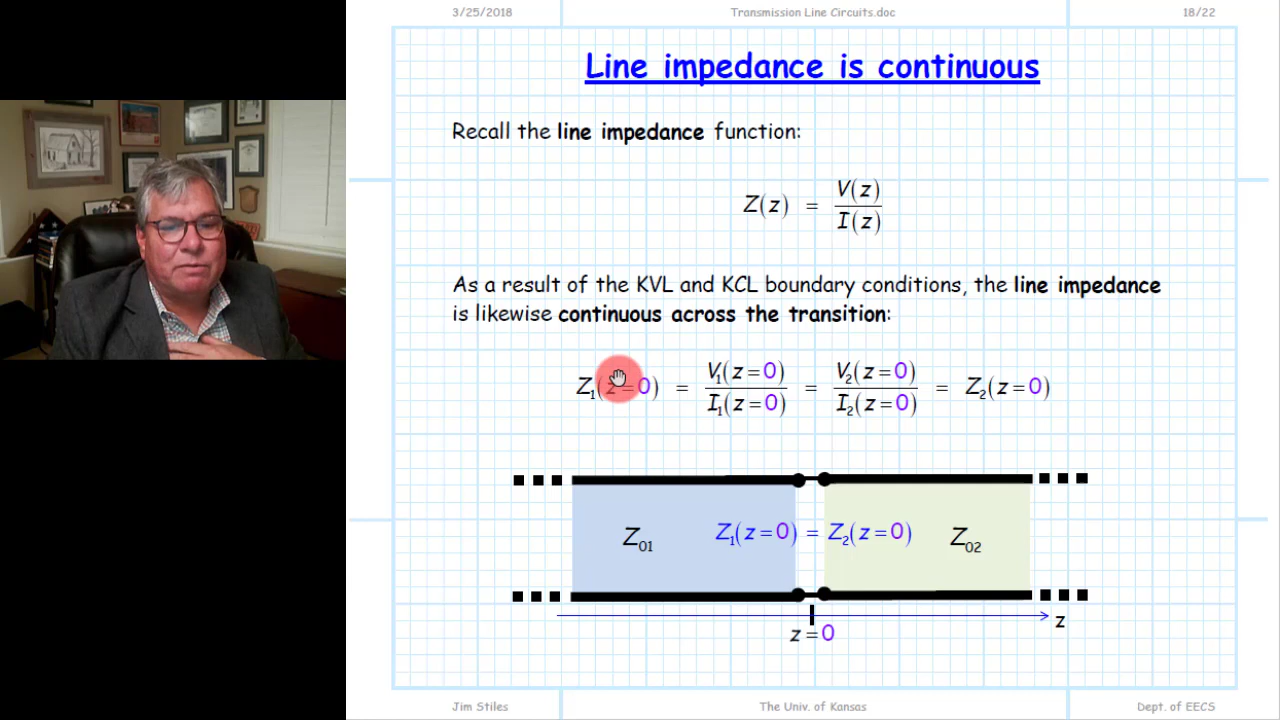 3/25/2018 Transmission Line Circuits.doc 18/22
Line impedance is continuous
Recall the line impedance function:
Z(z) = V(z) / I(z)
As a result of the KVL and KCL boundary conditions, the line impedance
is likewise continuous across the transition:
Z₁(z=0) = V₁(z=0) / I₁(z=0) = V₂(z=0) / I₂(z=0) = Z₂(z=0)
Z₀₁ Z₁(z=0) = Z₂(z=0) Z₀₂
z
z=0
Jim Stiles The Univ. of Kansas Dept. of EECS